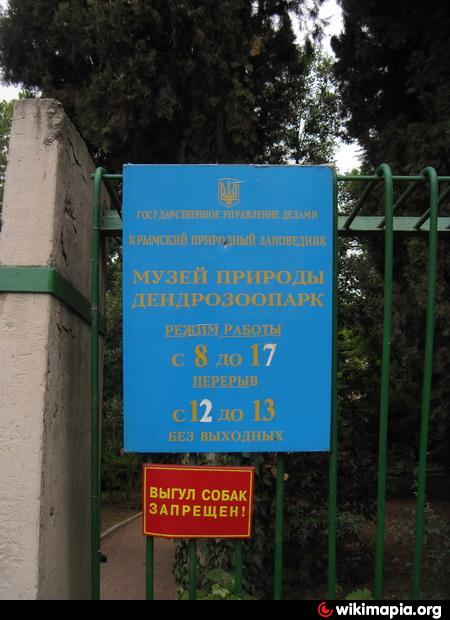 ГОСУДАРСТВЕННОЕ УПРАВЛЕНИЕ ДЕЛАМИ
КРЫМСКИЙ ПРИРОДНЫЙ ЗАПОВЕДНИК
МУЗЕЙ ПРИРОДЫ
ДЕНДРОЗООПАРК
РЕЖИМ РАБОТЫ
С 8 ДО 17
ПЕРЕРЫВ
С 12 ДО 13
БЕЗ ВЫХОДНЫХ
ВЫГУЛ СОБАК
ЗАПРЕЩЕН!
wikimapia.org